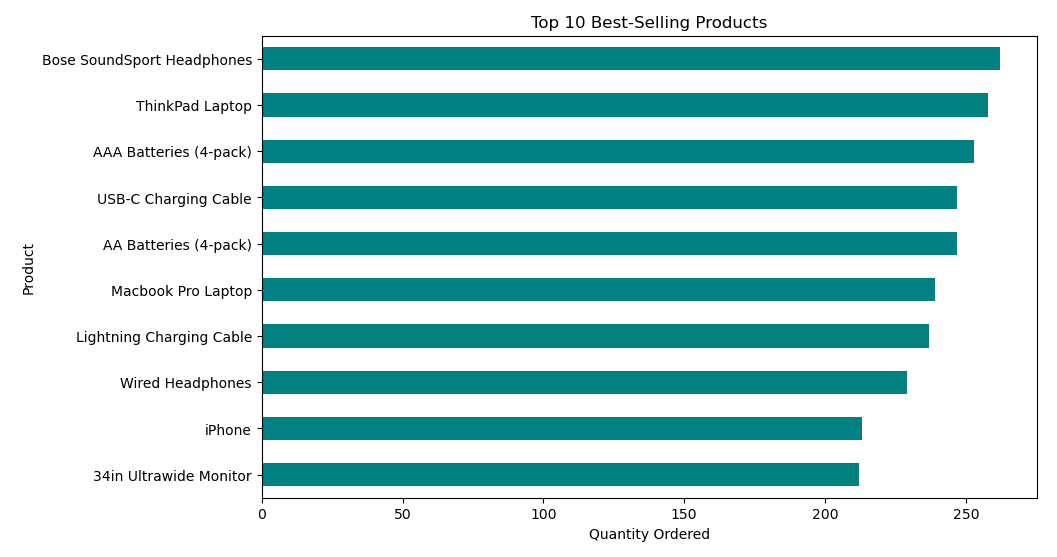 Top 10 Best-Selling Products
Product
Bose SoundSport Headphones
ThinkPad Laptop
AAA Batteries (4-pack)
USB-C Charging Cable
AA Batteries (4-pack)
Macbook Pro Laptop
Lightning Charging Cable
Wired Headphones
iPhone
34in Ultrawide Monitor
0 50 100 150 200 250
Quantity Ordered